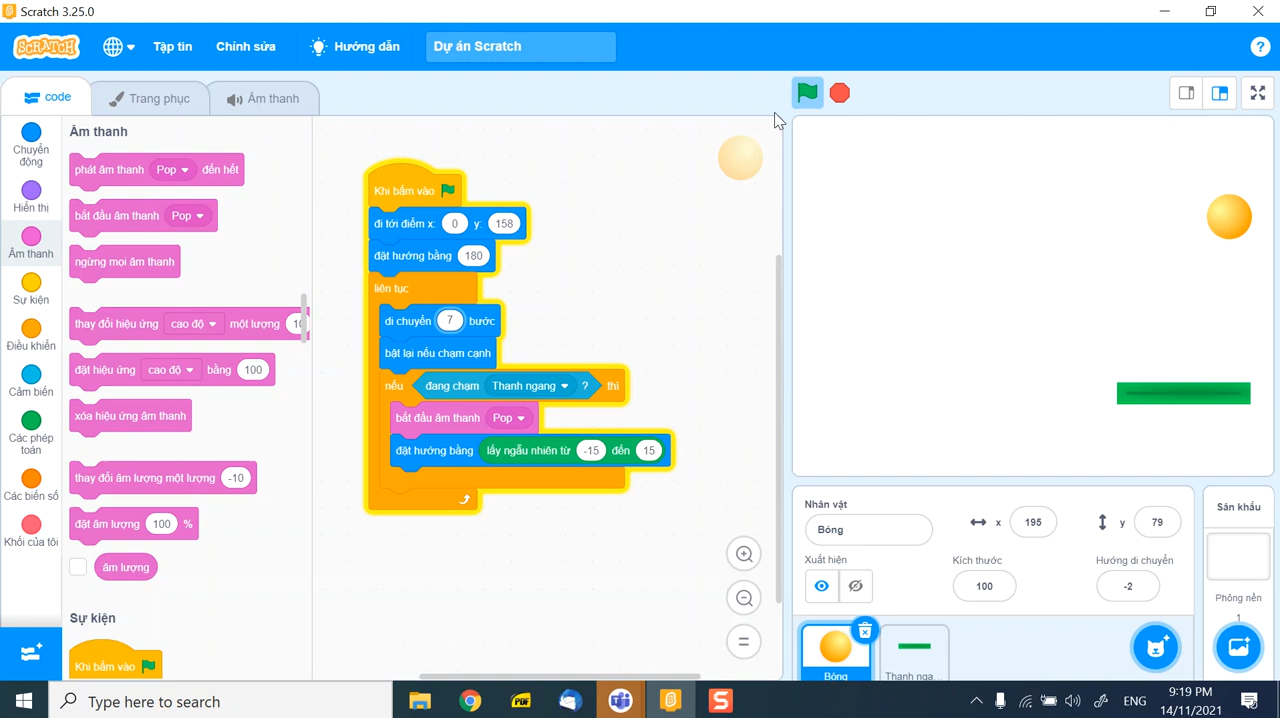 Scratch 3.25.0
SCRATCH
Tập tin
Chỉnh sửa
Hướng dẫn
Dự án Scratch
?
code
Trang phục
Âm thanh
Chuyển động
Hiển thị
Âm thanh
Sự kiện
Điều khiển
Cảm biến
Các phép toán
Các biến số
Khối của tôi
Âm thanh
phát âm thanh Pop đến hết
bắt đầu âm thanh Pop
ngừng mọi âm thanh
thay đổi hiệu ứng cao độ một lượng 10
đặt hiệu ứng cao độ bằng 100
xóa hiệu ứng âm thanh
thay đổi âm lượng một lượng -10
đặt âm lượng 100 %
âm lượng
Sự kiện
Khi bấm vào
Khi bấm vào
đi tới điểm x: 0 y: 158
đặt hướng bằng 180
liên tục
di chuyển 7 bước
bật lại nếu chạm cạnh
nếu đang chạm Thanh ngang ? thì
bắt đầu âm thanh Pop
đặt hướng bằng lấy ngẫu nhiên từ -15 đến 15
Nhân vật
Bóng
x 195
y 79
Xuất hiện
Kích thước
100
Hướng di chuyển
-2
Bóng
Thanh nga...
Sân khấu
Phông nền
1
Type here to search
PDF
S
ENG
9:19 PM
14/11/2021